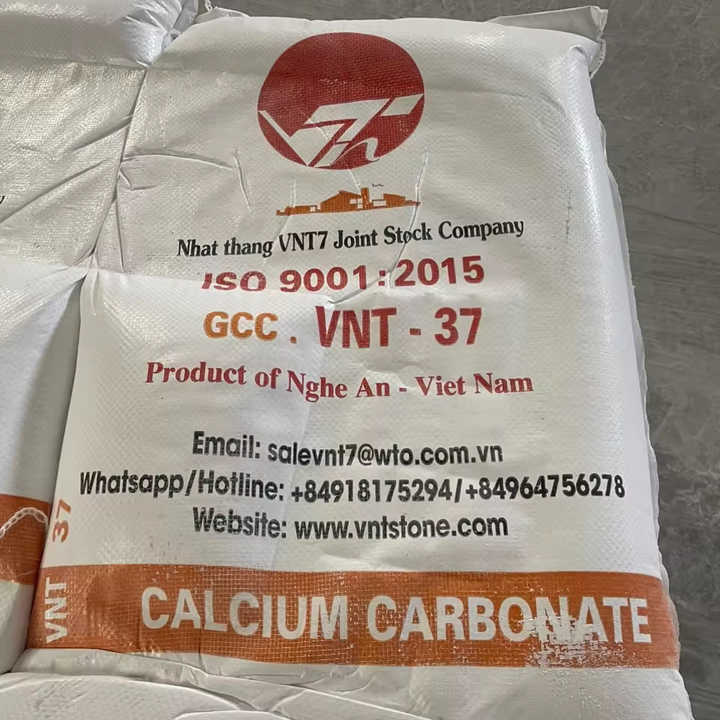 Nhat thang VNT7 Joint Stock Company
ISO 9001:2015
GCC . VNT - 37
Product of Nghe An - Viet Nam
Email: salevnt7@wto.com.vn
Whatsapp/Hotline: +84918175294/+84964756278
Website: www.vntstone.com
CALCIUM CARBONATE
VNT 37